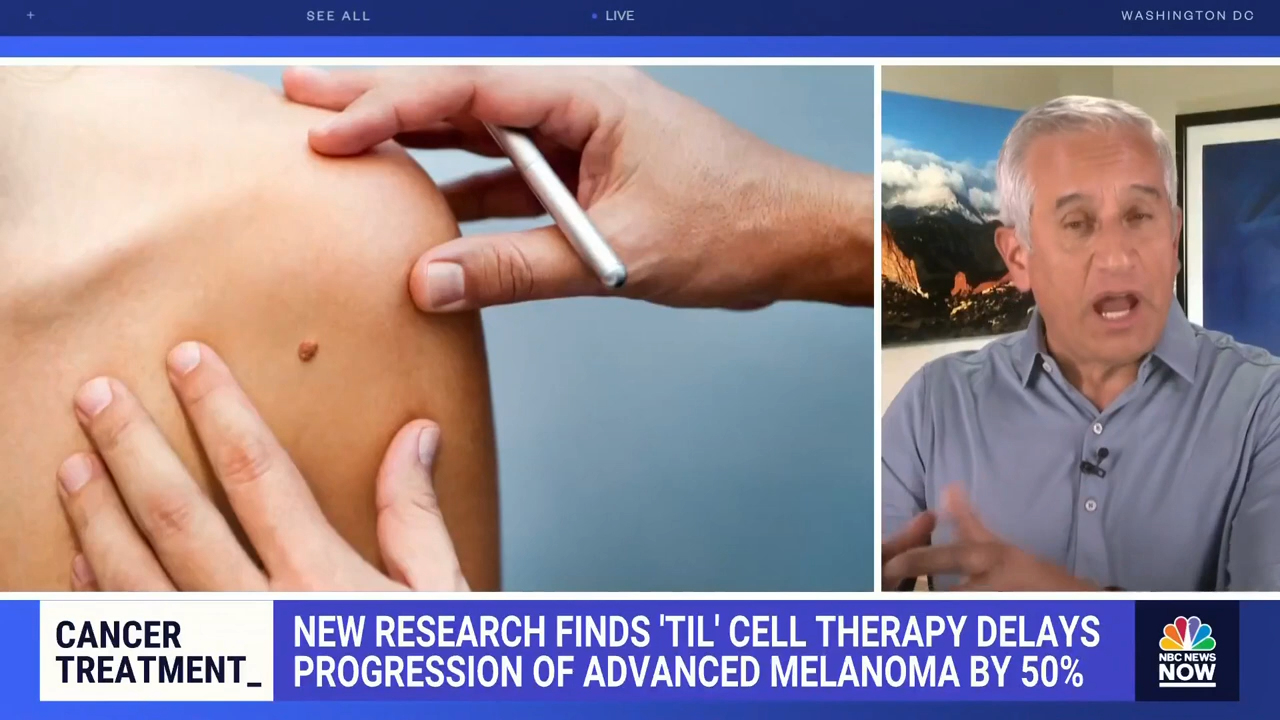 SEE ALL
LIVE
WASHINGTON DC
CANCER
TREATMENT_
NEW RESEARCH FINDS 'TIL' CELL THERAPY DELAYS
PROGRESSION OF ADVANCED MELANOMA BY 50%
NBC NEWS
NOW